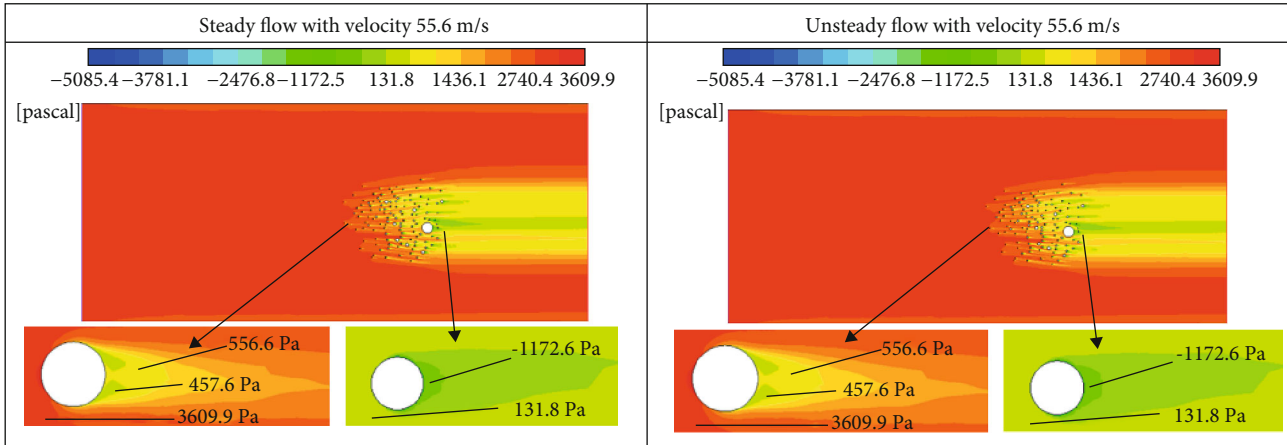 Steady flow with velocity 55.6 m/s
−5085.4 −3781.1 −2476.8 −1172.5 131.8 1436.1 2740.4 3609.9
[pascal]
556.6 Pa
457.6 Pa
3609.9 Pa
-1172.6 Pa
131.8 Pa
Unsteady flow with velocity 55.6 m/s
−5085.4 −3781.1 −2476.8 −1172.5 131.8 1436.1 2740.4 3609.9
[pascal]
556.6 Pa
457.6 Pa
3609.9 Pa
-1172.6 Pa
131.8 Pa